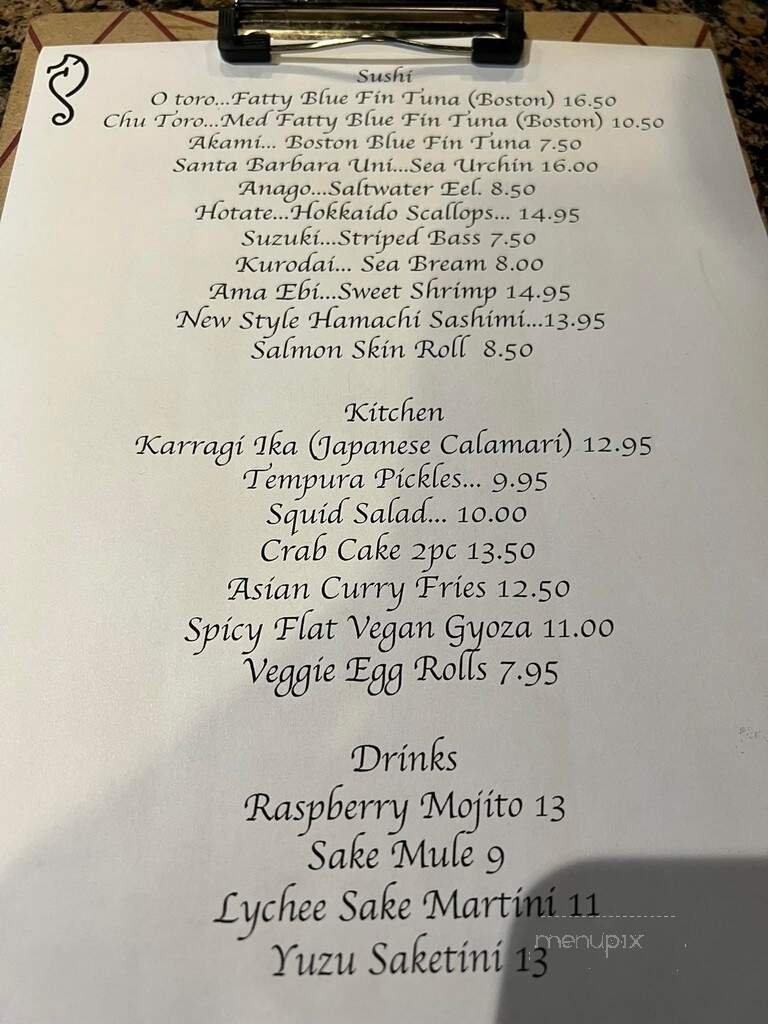 Sushi
O toro...Fatty Blue Fin Tuna (Boston) 16.50
Chu Toro...Med Fatty Blue Fin Tuna (Boston) 10.50
Akami... Boston Blue Fin Tuna 7.50
Santa Barbara Uni...Sea Urchin 16.00
Anago...Saltwater Eel. 8.50
Hotate...Hokkaido Scallops... 14.95
Suzuki...Striped Bass 7.50
Kurodai... Sea Bream 8.00
Ama Ebi...Sweet Shrimp 14.95
New Style Hamachi Sashimi...13.95
Salmon Skin Roll 8.50
Kitchen
Karragi Ika (Japanese Calamari) 12.95
Tempura Pickles... 9.95
Squid Salad... 10.00
Crab Cake 2pc 13.50
Asian Curry Fries 12.50
Spicy Flat Vegan Gyoza 11.00
Veggie Egg Rolls 7.95
Drinks
Raspberry Mojito 13
Sake Mule 9
Lychee Sake Martini 11
Yuzu Saketini 13
menupix